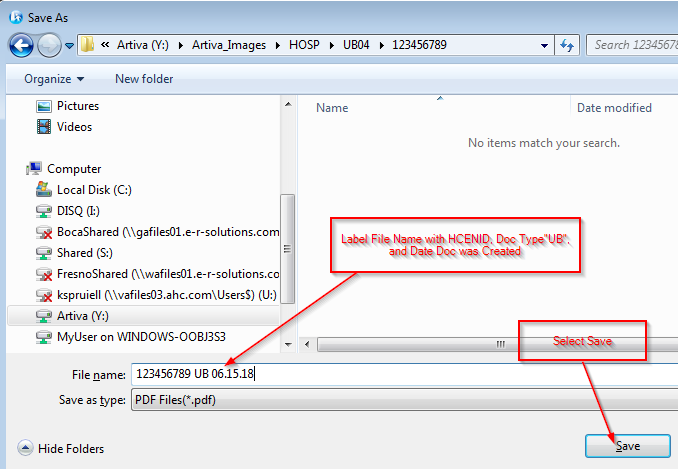 Save As
« Artiva (Y:) Artiva_Images HOSP UB04 123456789
Search 12345678
Organize New folder
Name Date modified
No items match your search.
Pictures
Videos
Computer
Local Disk (C:)
DISQ (I:)
BocaShared (\\gafiles01.e-r-solutions.com
Shared (S:)
FresnoShared (\\wafiles01.e-r-solutions.co
kspruiell (\\vafiles03.ahc.com\Users$) (U:)
Artiva (Y:)
MyUser on WINDOWS-OOBJ3S3
Label File Name with HCENID, Doc Type"UB",
and Date Doc was Created
Select Save
File name: 123456789 UB 06.15.18
Save as type: PDF Files(*.pdf)
Hide Folders
Save